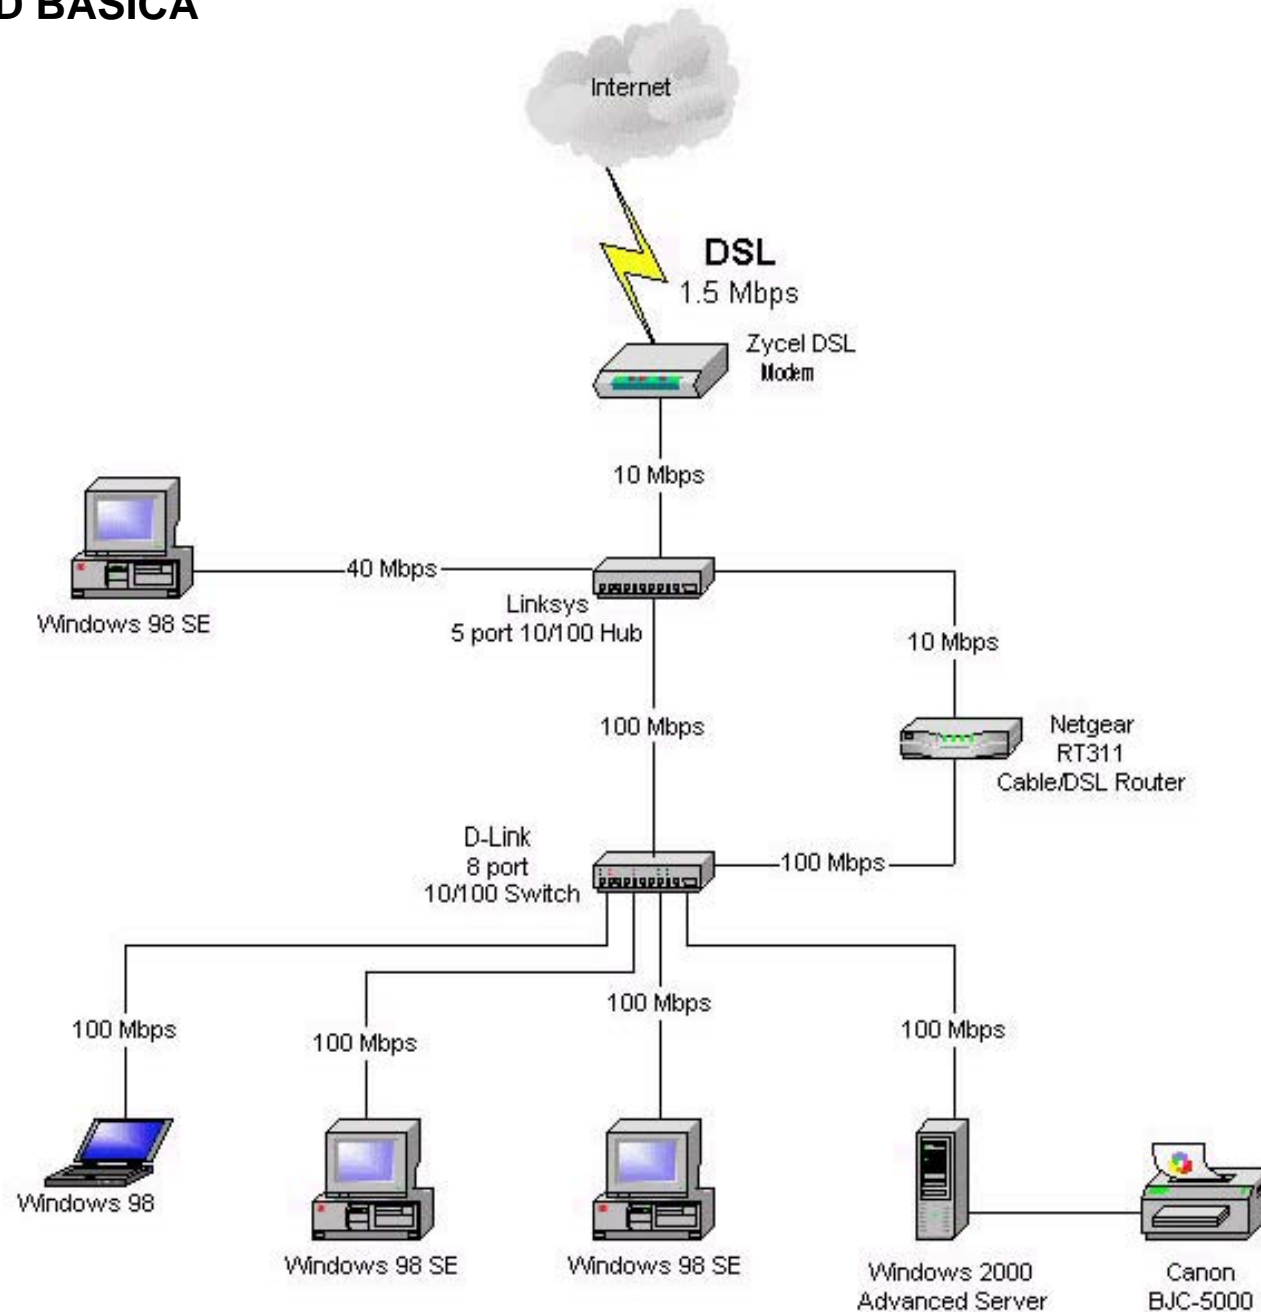 D BASICA
Internet
DSL
1.5 Mbps
Zycel DSL
Modem
10 Mbps
40 Mbps
Windows 98 SE
Linksys
5 port 10/100 Hub
10 Mbps
100 Mbps
Netgear
RT311
Cable/DSL Router
D-Link
8 port
10/100 Switch
100 Mbps
100 Mbps
100 Mbps
100 Mbps
100 Mbps
Windows 98
Windows 98 SE
Windows 98 SE
Windows 2000
Advanced Server
Canon
BJC-5000